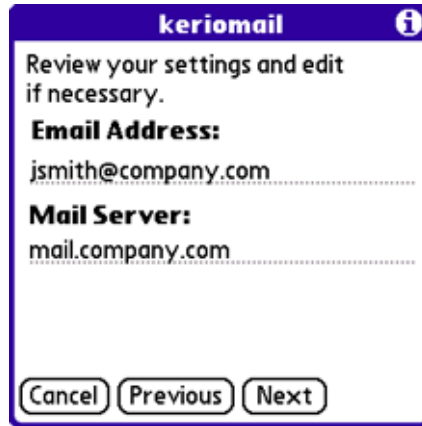 keriomail
Review your settings and edit
if necessary.
Email Address:
jsmith@company.com
Mail Server:
mail.company.com
Cancel Previous Next